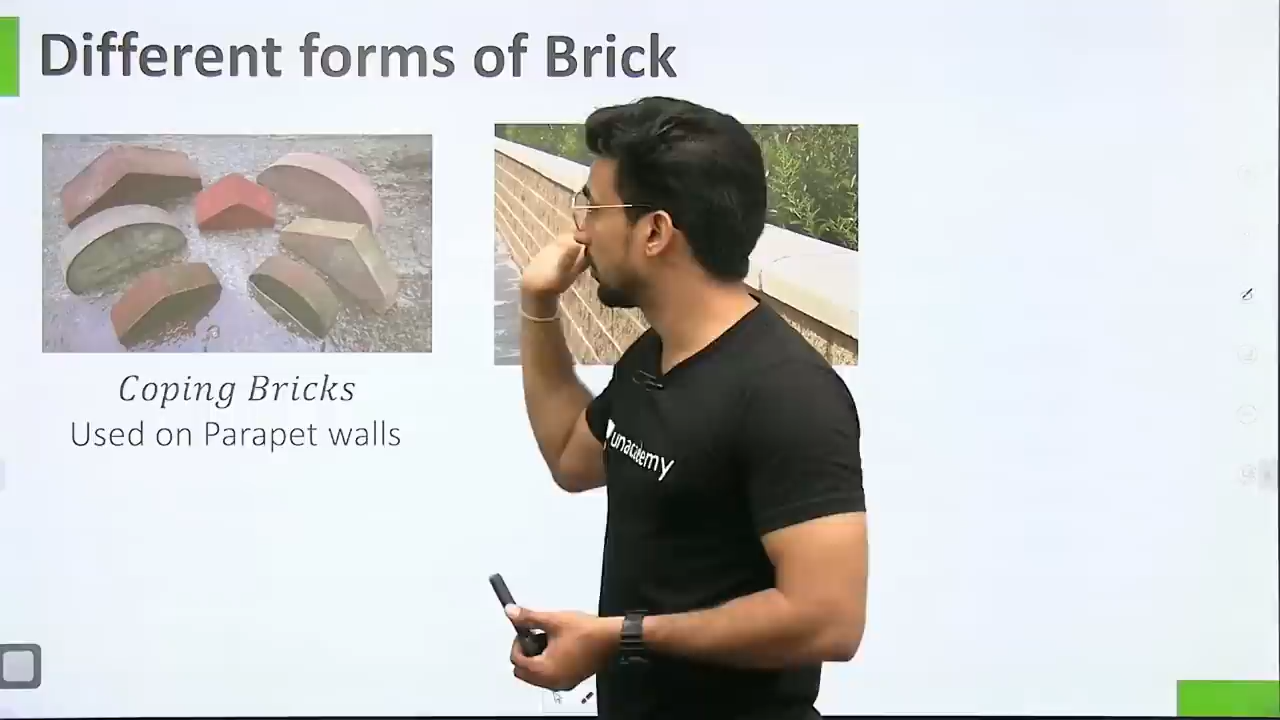 Different forms of Brick
Coping Bricks
Used on Parapet walls
unacademy